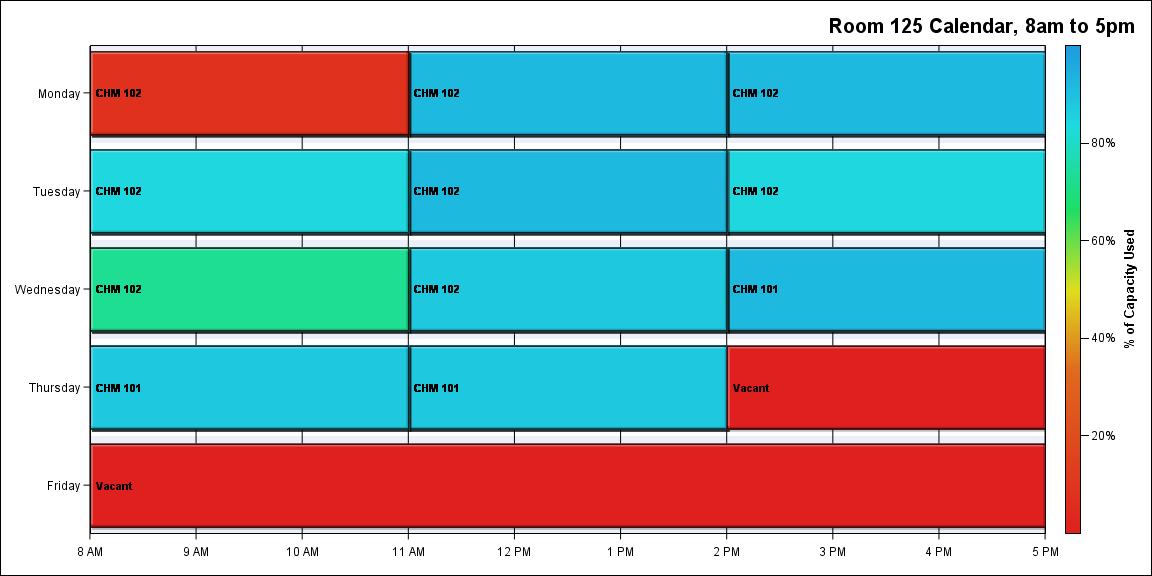 Room 125 Calendar, 8am to 5pm
Monday
CHM 102
CHM 102
CHM 102
Tuesday
CHM 102
CHM 102
CHM 102
Wednesday
CHM 102
CHM 102
CHM 101
Thursday
CHM 101
CHM 101
Vacant
Friday
Vacant
8 AM
9 AM
10 AM
11 AM
12 PM
1 PM
2 PM
3 PM
4 PM
5 PM
80%
60%
40%
20%
% of Capacity Used